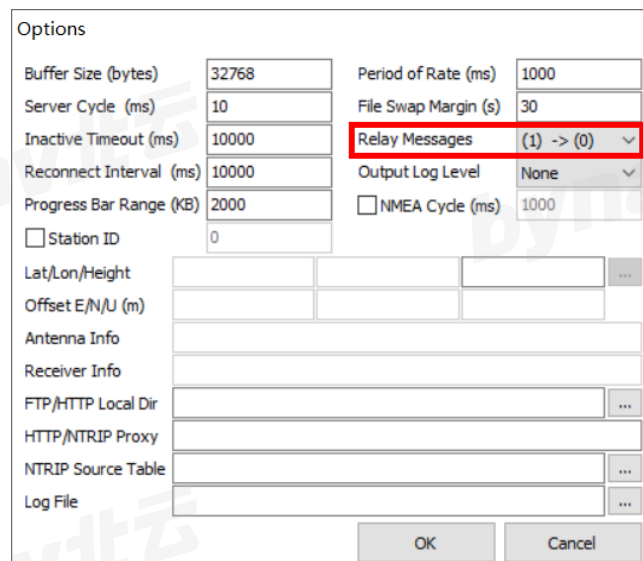 Options
Buffer Size (bytes) 32768 Period of Rate (ms) 1000
Server Cycle (ms) 10 File Swap Margin (s) 30
Inactive Timeout (ms) 10000 Relay Messages (1) -> (0)
Reconnect Interval (ms) 10000 Output Log Level None
Progress Bar Range (KB) 2000 NMEA Cycle (ms) 1000
Station ID 0
Lat/Lon/Height ...
Offset E/N/U (m)
Antenna Info
Receiver Info
FTP/HTTP Local Dir ...
HTTP/NTRIP Proxy
NTRIP Source Table ...
Log File ...
OK Cancel